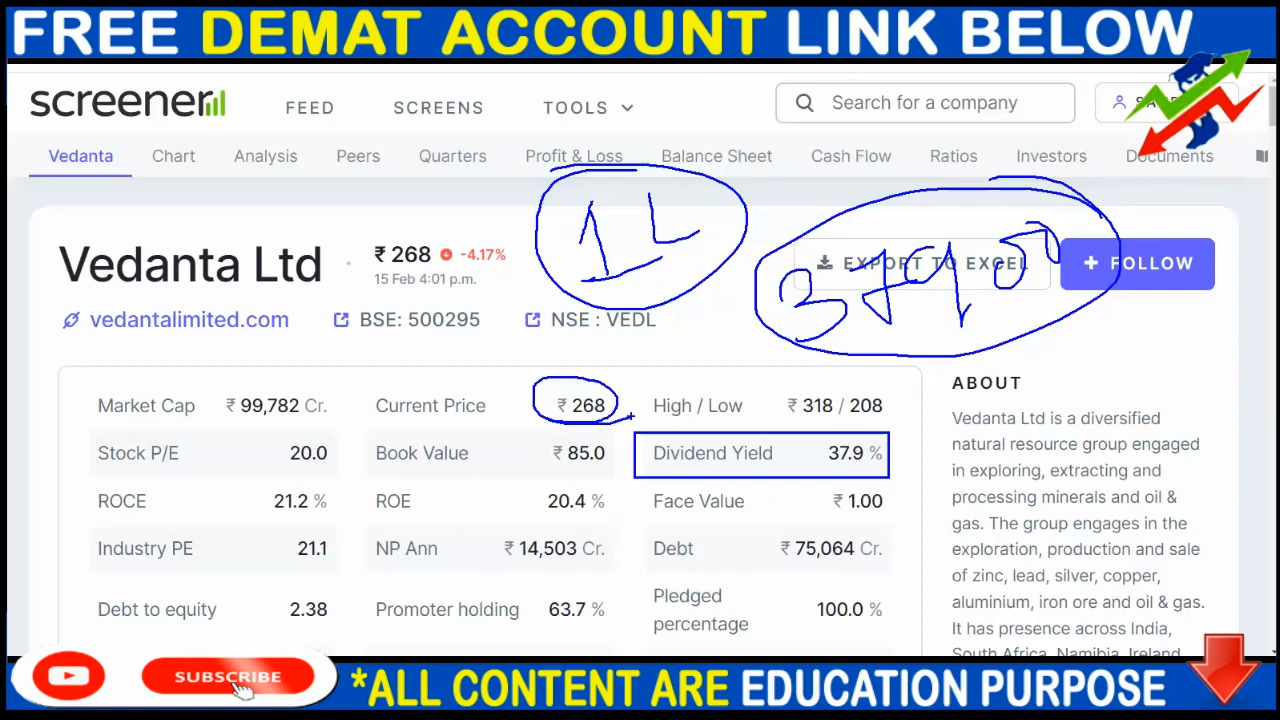 FREE DEMAT ACCOUNT LINK BELOW
screener FEED SCREENS TOOLS Search for a company
Vedanta Chart Analysis Peers Quarters Profit & Loss Balance Sheet Cash Flow Ratios Investors Documents
1L
37900
Vedanta Ltd ₹ 268 -4.17%
15 Feb 4:01 p.m.
EXPORT TO EXCEL + FOLLOW
vedantalimited.com BSE: 500295 NSE : VEDL
Market Cap ₹ 99,782 Cr. Current Price ₹ 268 High / Low ₹ 318 / 208
Stock P/E 20.0 Book Value ₹ 85.0 Dividend Yield 37.9 %
ROCE 21.2 % ROE 20.4 % Face Value ₹ 1.00
Industry PE 21.1 NP Ann ₹ 14,503 Cr. Debt ₹ 75,064 Cr.
Debt to equity 2.38 Promoter holding 63.7 % Pledged percentage 100.0 %
ABOUT
Vedanta Ltd is a diversified
natural resource group engaged
in exploring, extracting and
processing minerals and oil &
gas. The group engages in the
exploration, production and sale
of zinc, lead, silver, copper,
aluminium, iron ore and oil & gas.
It has presence across India,
South Africa, Namibia, Ireland
SUBSCRIBE
*ALL CONTENT ARE EDUCATION PURPOSE